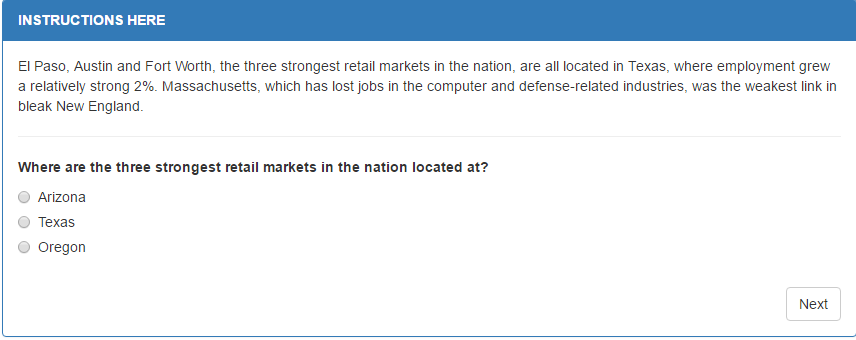 INSTRUCTIONS HERE
El Paso, Austin and Fort Worth, the three strongest retail markets in the nation, are all located in Texas, where employment grew
a relatively strong 2%. Massachusetts, which has lost jobs in the computer and defense-related industries, was the weakest link in
bleak New England.
Where are the three strongest retail markets in the nation located at?
Arizona
Texas
Oregon
Next